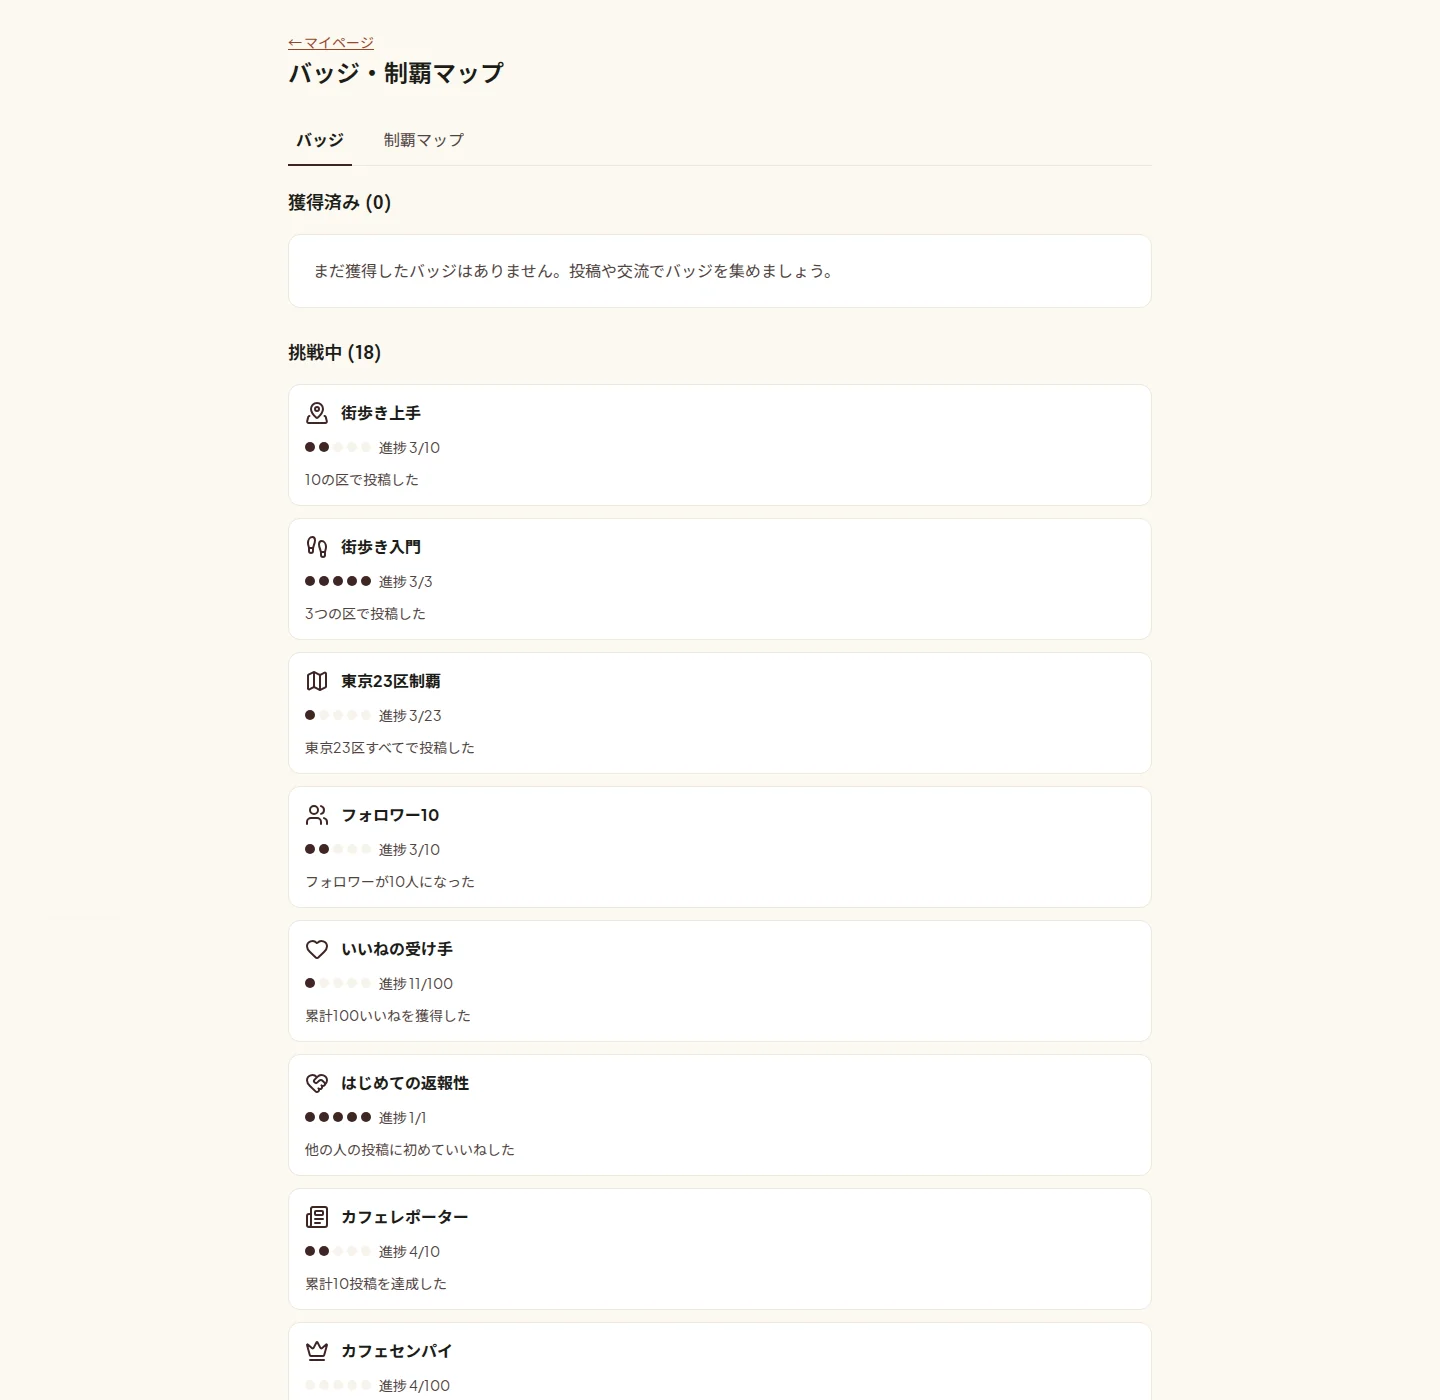 ←マイページ
バッジ・制覇マップ
バッジ 制覇マップ
獲得済み (0)
まだ獲得したバッジはありません。投稿や交流でバッジを集めましょう。
挑戦中 (18)
街歩き上手
進捗 3/10
10の区で投稿した
街歩き入門
進捗 3/3
3つの区で投稿した
東京23区制覇
進捗 3/23
東京23区すべてで投稿した
フォロワー10
進捗 3/10
フォロワーが10人になった
いいねの受け手
進捗 11/100
累計100いいねを獲得した
はじめての返報性
進捗 1/1
他の人の投稿に初めていいねした
カフェレポーター
進捗 4/10
累計10投稿を達成した
カフェセンパイ
進捗 4/100